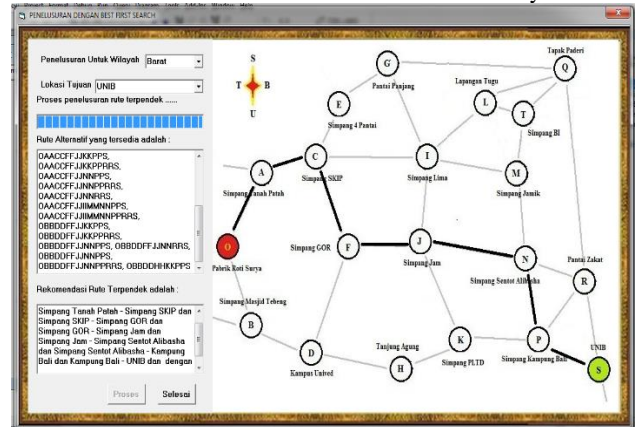 PENELUSURAN DENGAN BEST FIRST SEARCH
Penelusuran Untuk Wilayah Barat
Lokasi Tujuan UNIB
Proses penelusuran rute terpendek ......
Rute Alternatif yang tersedia adalah :
OAACCFFJJKKPPS,
OAACCFFJJKKPPRRS,
OAACCFFJJNNPPS,
OAACCFFJJNNPPRRS,
OAACCFFJJNNRRS,
OAACCFFJJIIMMNNPPS,
OAACCFFJJIIMMNNPPRRS,
OBBDDFFJJKKPPS,
OBBDDFFJJKKPPRRS,
OBBDDFFJJNNPPS, OBBDDFFJJNNRRS,
OBBDDFFJJNNPPS,
OBBDDFFJJNNPPRRS, OBBDDHHKKPPS
Rekomendasi Rute Terpendek adalah :
Simpang Tanah Patah - Simpang SKIP dan
Simpang SKIP - Simpang GOR dan
Simpang GOR - Simpang Jam dan
Simpang Jam - Simpang Sentot Alibasha
dan Simpang Sentot Alibasha - Kampung
Bali dan Kampung Bali - UNIB dan dengan
Proses
Selesai
S
T B
U
G
Pantai Panjang
Tapak Paderi
Q
Lapangan Tugu
L
E
Simpang 4 Pantai
T
Simpang BI
C
Simpang SKIP
I
Simpang Lima
A
Simpang Tanah Patah
M
Simpang Jamik
O
Pabrik Roti Surya
Simpang GOR
F
J
Simpang Jam
N
Simpang Sentot Alibasha
Pantai Zakat
R
Simpang Masjid Tebeng
B
D
Kampus Unived
Tanjung Agung
H
K
Simpang PLTD
P
Simpang Kampung Bali
UNIB
S